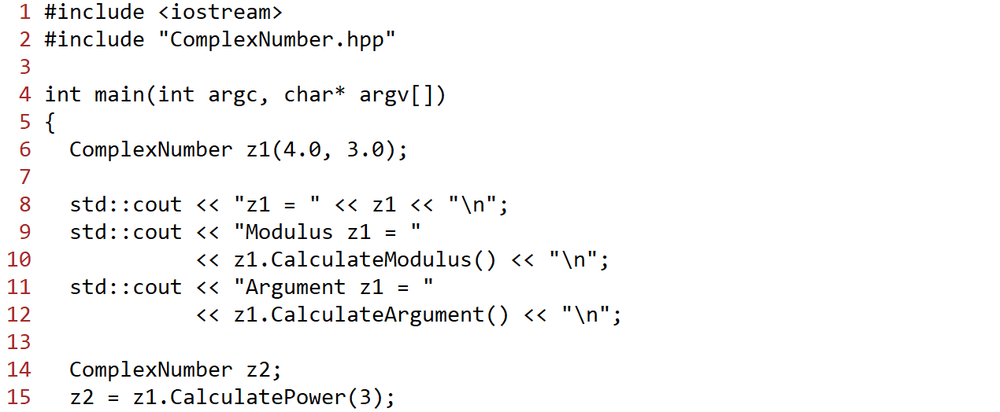 1 #include <iostream>
2 #include "ComplexNumber.hpp"
3
4 int main(int argc, char* argv[])
5 {
6   ComplexNumber z1(4.0, 3.0);
7
8   std::cout << "z1 = " << z1 << "\n";
9   std::cout << "Modulus z1 = "
10             << z1.CalculateModulus() << "\n";
11   std::cout << "Argument z1 = "
12             << z1.CalculateArgument() << "\n";
13
14   ComplexNumber z2;
15   z2 = z1.CalculatePower(3);